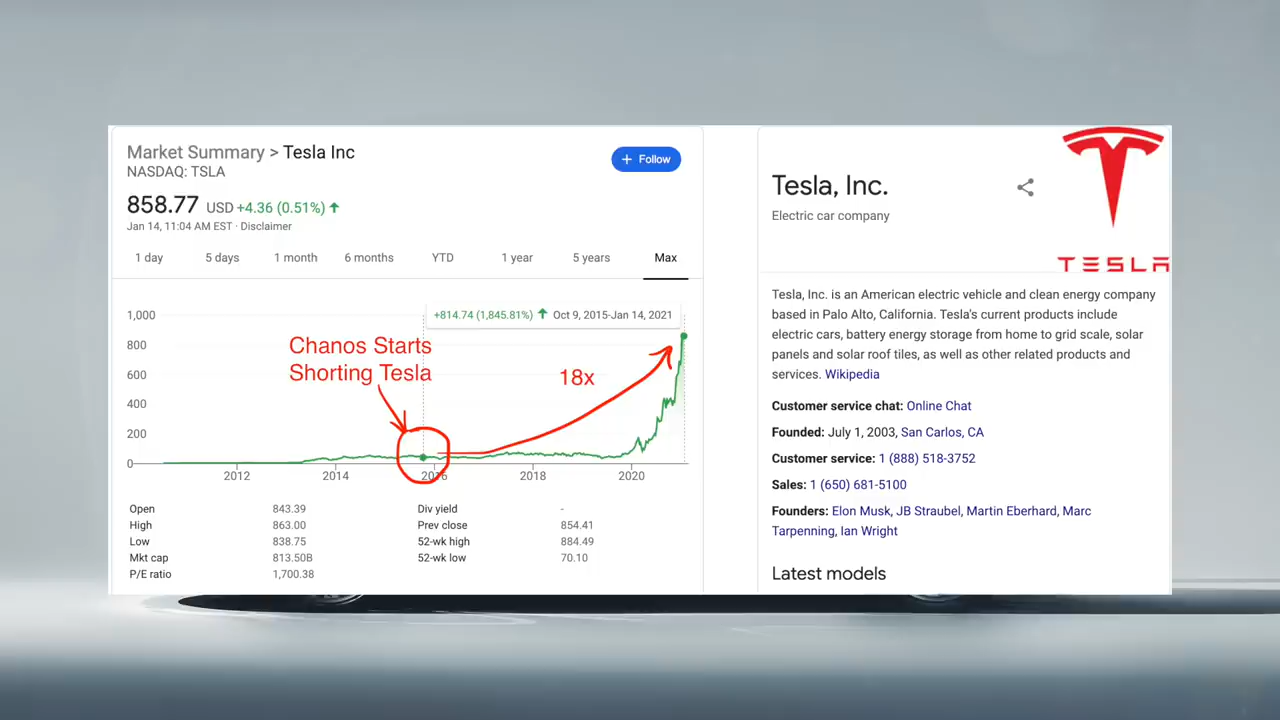 Market Summary > Tesla Inc
NASDAQ: TSLA
+ Follow
858.77 USD +4.36 (0.51%)
Jan 14, 11:04 AM EST · Disclaimer
1 day 5 days 1 month 6 months YTD 1 year 5 years Max
+814.74 (1,845.81%) Oct 9, 2015-Jan 14, 2021
1,000
800
600
400
200
0
Chanos Starts
Shorting Tesla
18x
2012 2014 2016 2018 2020
Open 843.39 Div yield -
High 863.00 Prev close 854.41
Low 838.75 52-wk high 884.49
Mkt cap 813.50B 52-wk low 70.10
P/E ratio 1,700.38
Tesla, Inc.
Electric car company
TESLA
Tesla, Inc. is an American electric vehicle and clean energy company
based in Palo Alto, California. Tesla's current products include
electric cars, battery energy storage from home to grid scale, solar
panels and solar roof tiles, as well as other related products and
services. Wikipedia
Customer service chat: Online Chat
Founded: July 1, 2003, San Carlos, CA
Customer service: 1 (888) 518-3752
Sales: 1 (650) 681-5100
Founders: Elon Musk, JB Straubel, Martin Eberhard, Marc
Tarpenning, Ian Wright
Latest models